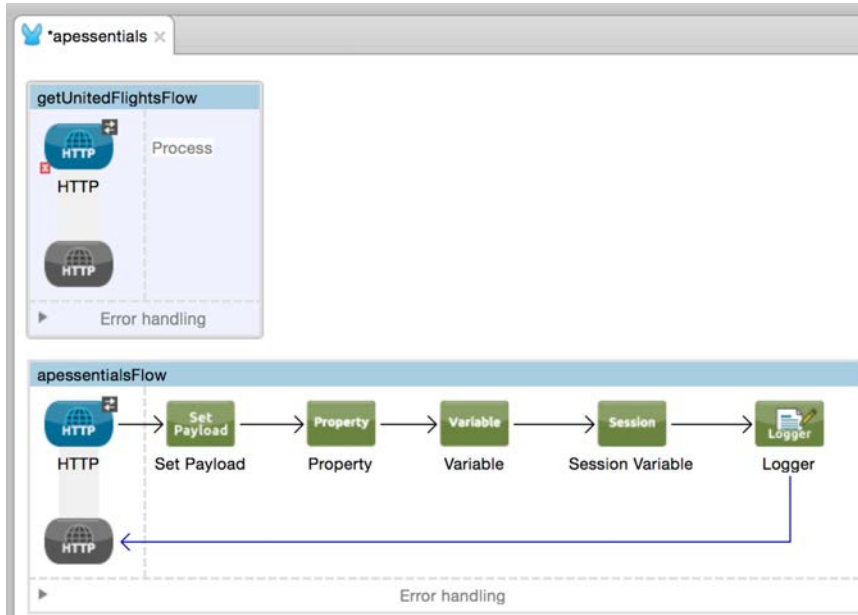 *apessentials
getUnitedFlightsFlow
HTTP
Process
HTTP
HTTP
Error handling
apessentialsFlow
HTTP
Set Payload
Property
Variable
Session
Logger
HTTP
Set Payload
Property
Variable
Session Variable
Logger
HTTP
Error handling